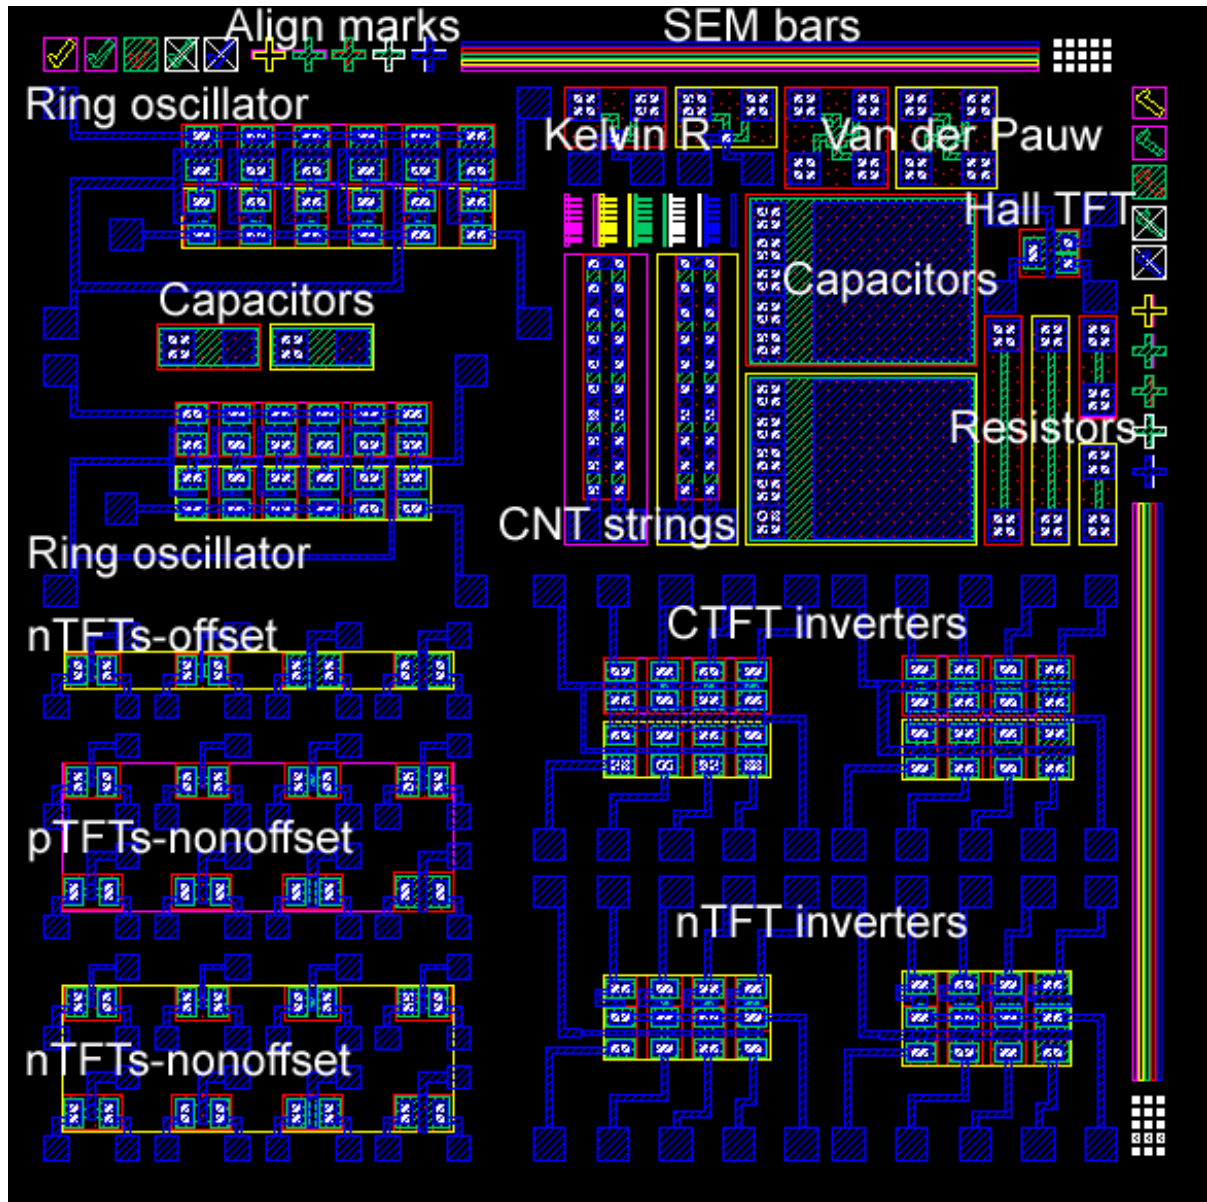 Align marks
SEM bars
Ring oscillator
Kelvin R
Van der Pauw
Hall TFT
Capacitors
Capacitors
Resistors
CNT strings
Ring oscillator
nTFTs-offset
CTFT inverters
pTFTs-nonoffset
nTFT inverters
nTFTs-nonoffset